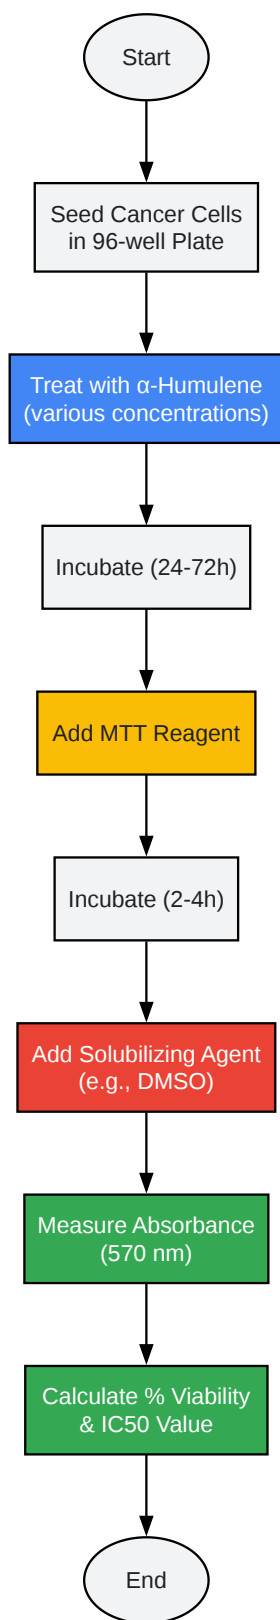 Start
Seed Cancer Cells
in 96-well Plate
Treat with α-Humulene
(various concentrations)
Incubate (24-72h)
Add MTT Reagent
Incubate (2-4h)
Add Solubilizing Agent
(e.g., DMSO)
Measure Absorbance
(570 nm)
Calculate % Viability
& IC50 Value
End